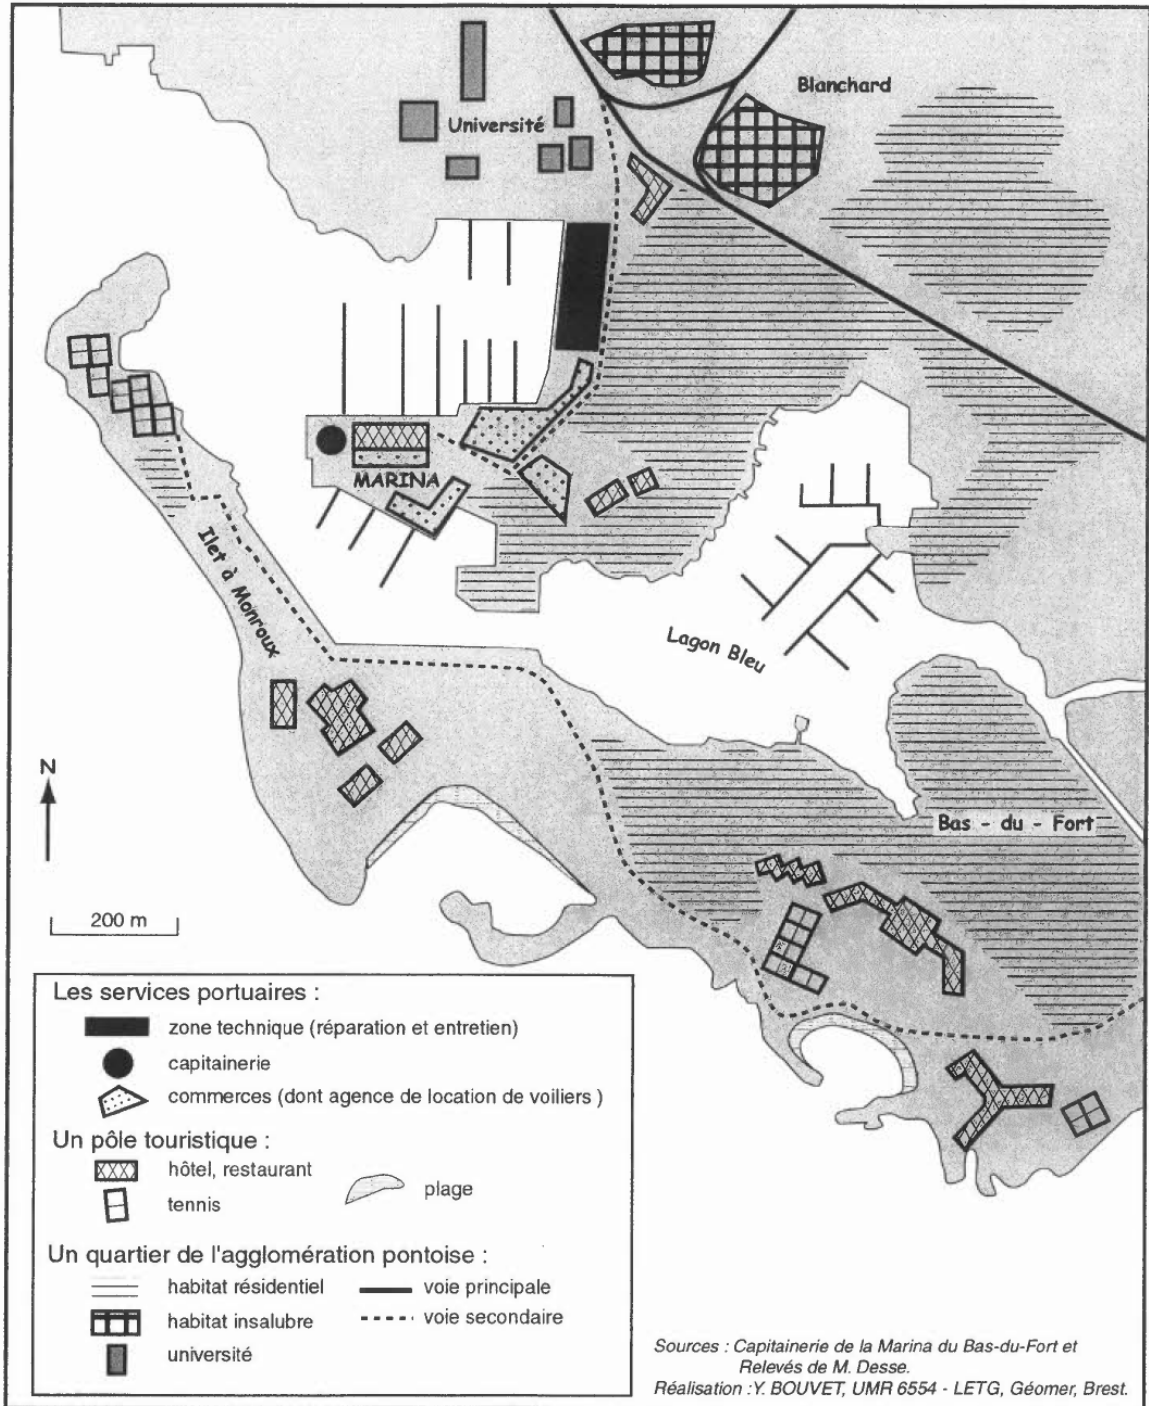 Blanchard
Université
MARINA
Ilet à Monroux
Lagon Bleu
Bas - du - Fort
N
200 m
Les services portuaires :
zone technique (réparation et entretien)
capitainerie
commerces (dont agence de location de voiliers )
Un pôle touristique :
hôtel, restaurant
plage
tennis
Un quartier de l'agglomération pontoise :
habitat résidentiel
voie principale
habitat insalubre
voie secondaire
université
Sources : Capitainerie de la Marina du Bas-du-Fort et
Relevés de M. Desse.
Réalisation :Y. BOUVET, UMR 6554 - LETG, Géomer, Brest.